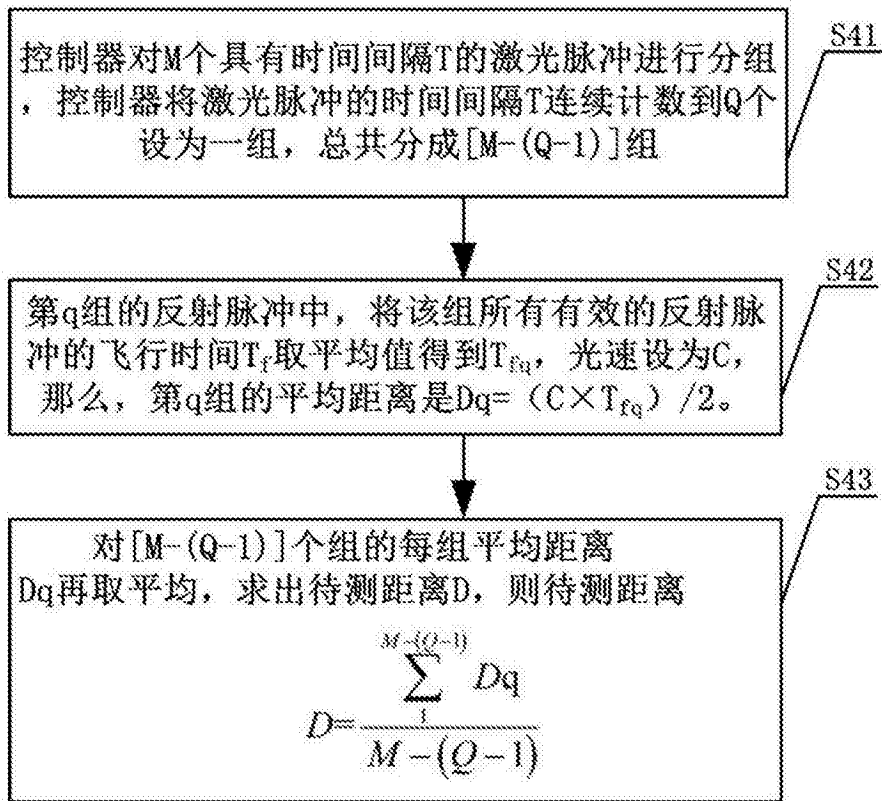 S41
控制器对M个具有时间间隔T的激光脉冲进行分组
，控制器将激光脉冲的时间间隔T连续计数到Q个
设为一组，总共分成[M-(Q-1)]组
S42
第q组的反射脉冲中，将该组所有有效的反射脉
冲的飞行时间Tf取平均值得到Tfq，光速设为C，
那么，第q组的平均距离是Dq=（C×Tfq）/2。
S43
对[M-(Q-1)]个组的每组平均距离
Dq再取平均，求出待测距离D，则待测距离
M-(Q-1)
∑ Dq
1
D=
M-(Q-1)